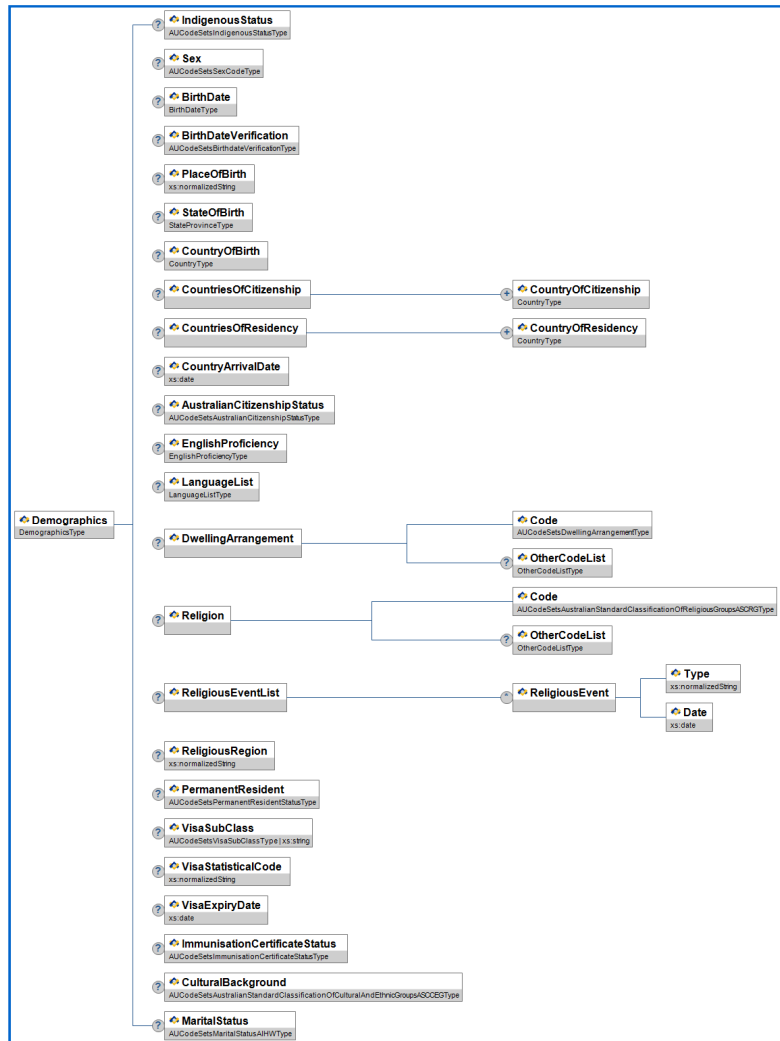 IndigenousStatus
AUCodeSetsIndigenousStatusType
Sex
AUCodeSetsSexCodeType
BirthDate
BirthDateType
BirthDateVerification
AUCodeSetsBirthdateVerificationType
PlaceOfBirth
xs:normalizedString
StateOfBirth
StateProvinceType
CountryOfBirth
CountryType
CountriesOfCitizenship
CountryOfCitizenship
CountryType
CountriesOfResidency
CountryOfResidency
CountryType
CountryArrivalDate
xs:date
AustralianCitizenshipStatus
AUCodeSetsAustralianCitizenshipStatusType
EnglishProficiency
EnglishProficiencyType
LanguageList
LanguageListType
Demographics
DemographicsType
DwellingArrangement
Code
AUCodeSetsDwellingArrangementType
OtherCodeList
OtherCodeListType
Religion
Code
AUCodeSetsAustralianStandardClassificationOfReligiousGroupsASCRGType
OtherCodeList
OtherCodeListType
ReligiousEventList
ReligiousEvent
Type
xs:normalizedString
Date
xs:date
ReligiousRegion
xs:normalizedString
PermanentResident
AUCodeSetsPermanentResidentStatusType
VisaSubClass
AUCodeSetsVisaSubClassType | xs:string
VisaStatisticalCode
xs:normalizedString
VisaExpiryDate
xs:date
ImmunisationCertificateStatus
AUCodeSetsImmunisationCertificateStatusType
CulturalBackground
AUCodeSetsAustralianStandardClassificationOfCulturalAndEthnicGroupsASCCEGType
MaritalStatus
AUCodeSetsMaritalStatusAIHWType